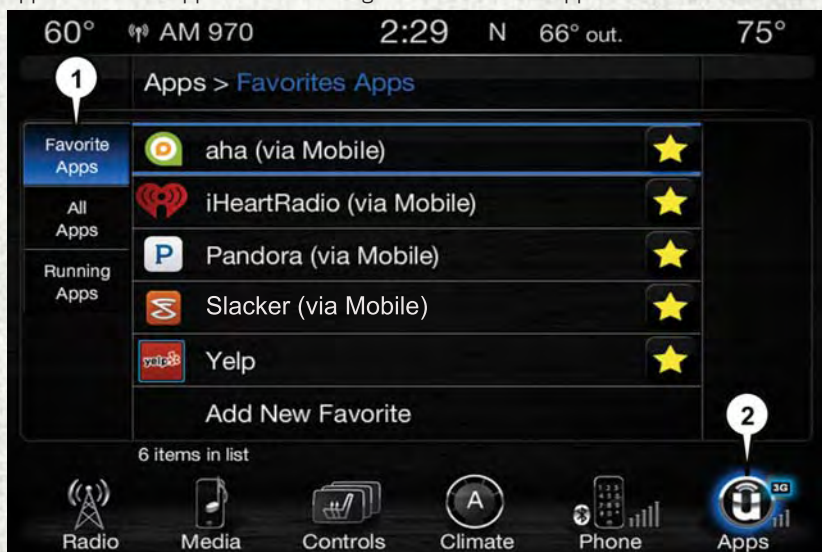 60° AM 970 2:29 N 66° out. 75°
1
Apps > Favorites Apps
Favorite
Apps
All
Apps
Running
Apps
aha (via Mobile)
iHeartRadio (via Mobile)
P Pandora (via Mobile)
Slacker (via Mobile)
yelp Yelp
Add New Favorite
6 items in list
2
A
3G
Radio Media Controls Climate Phone Apps